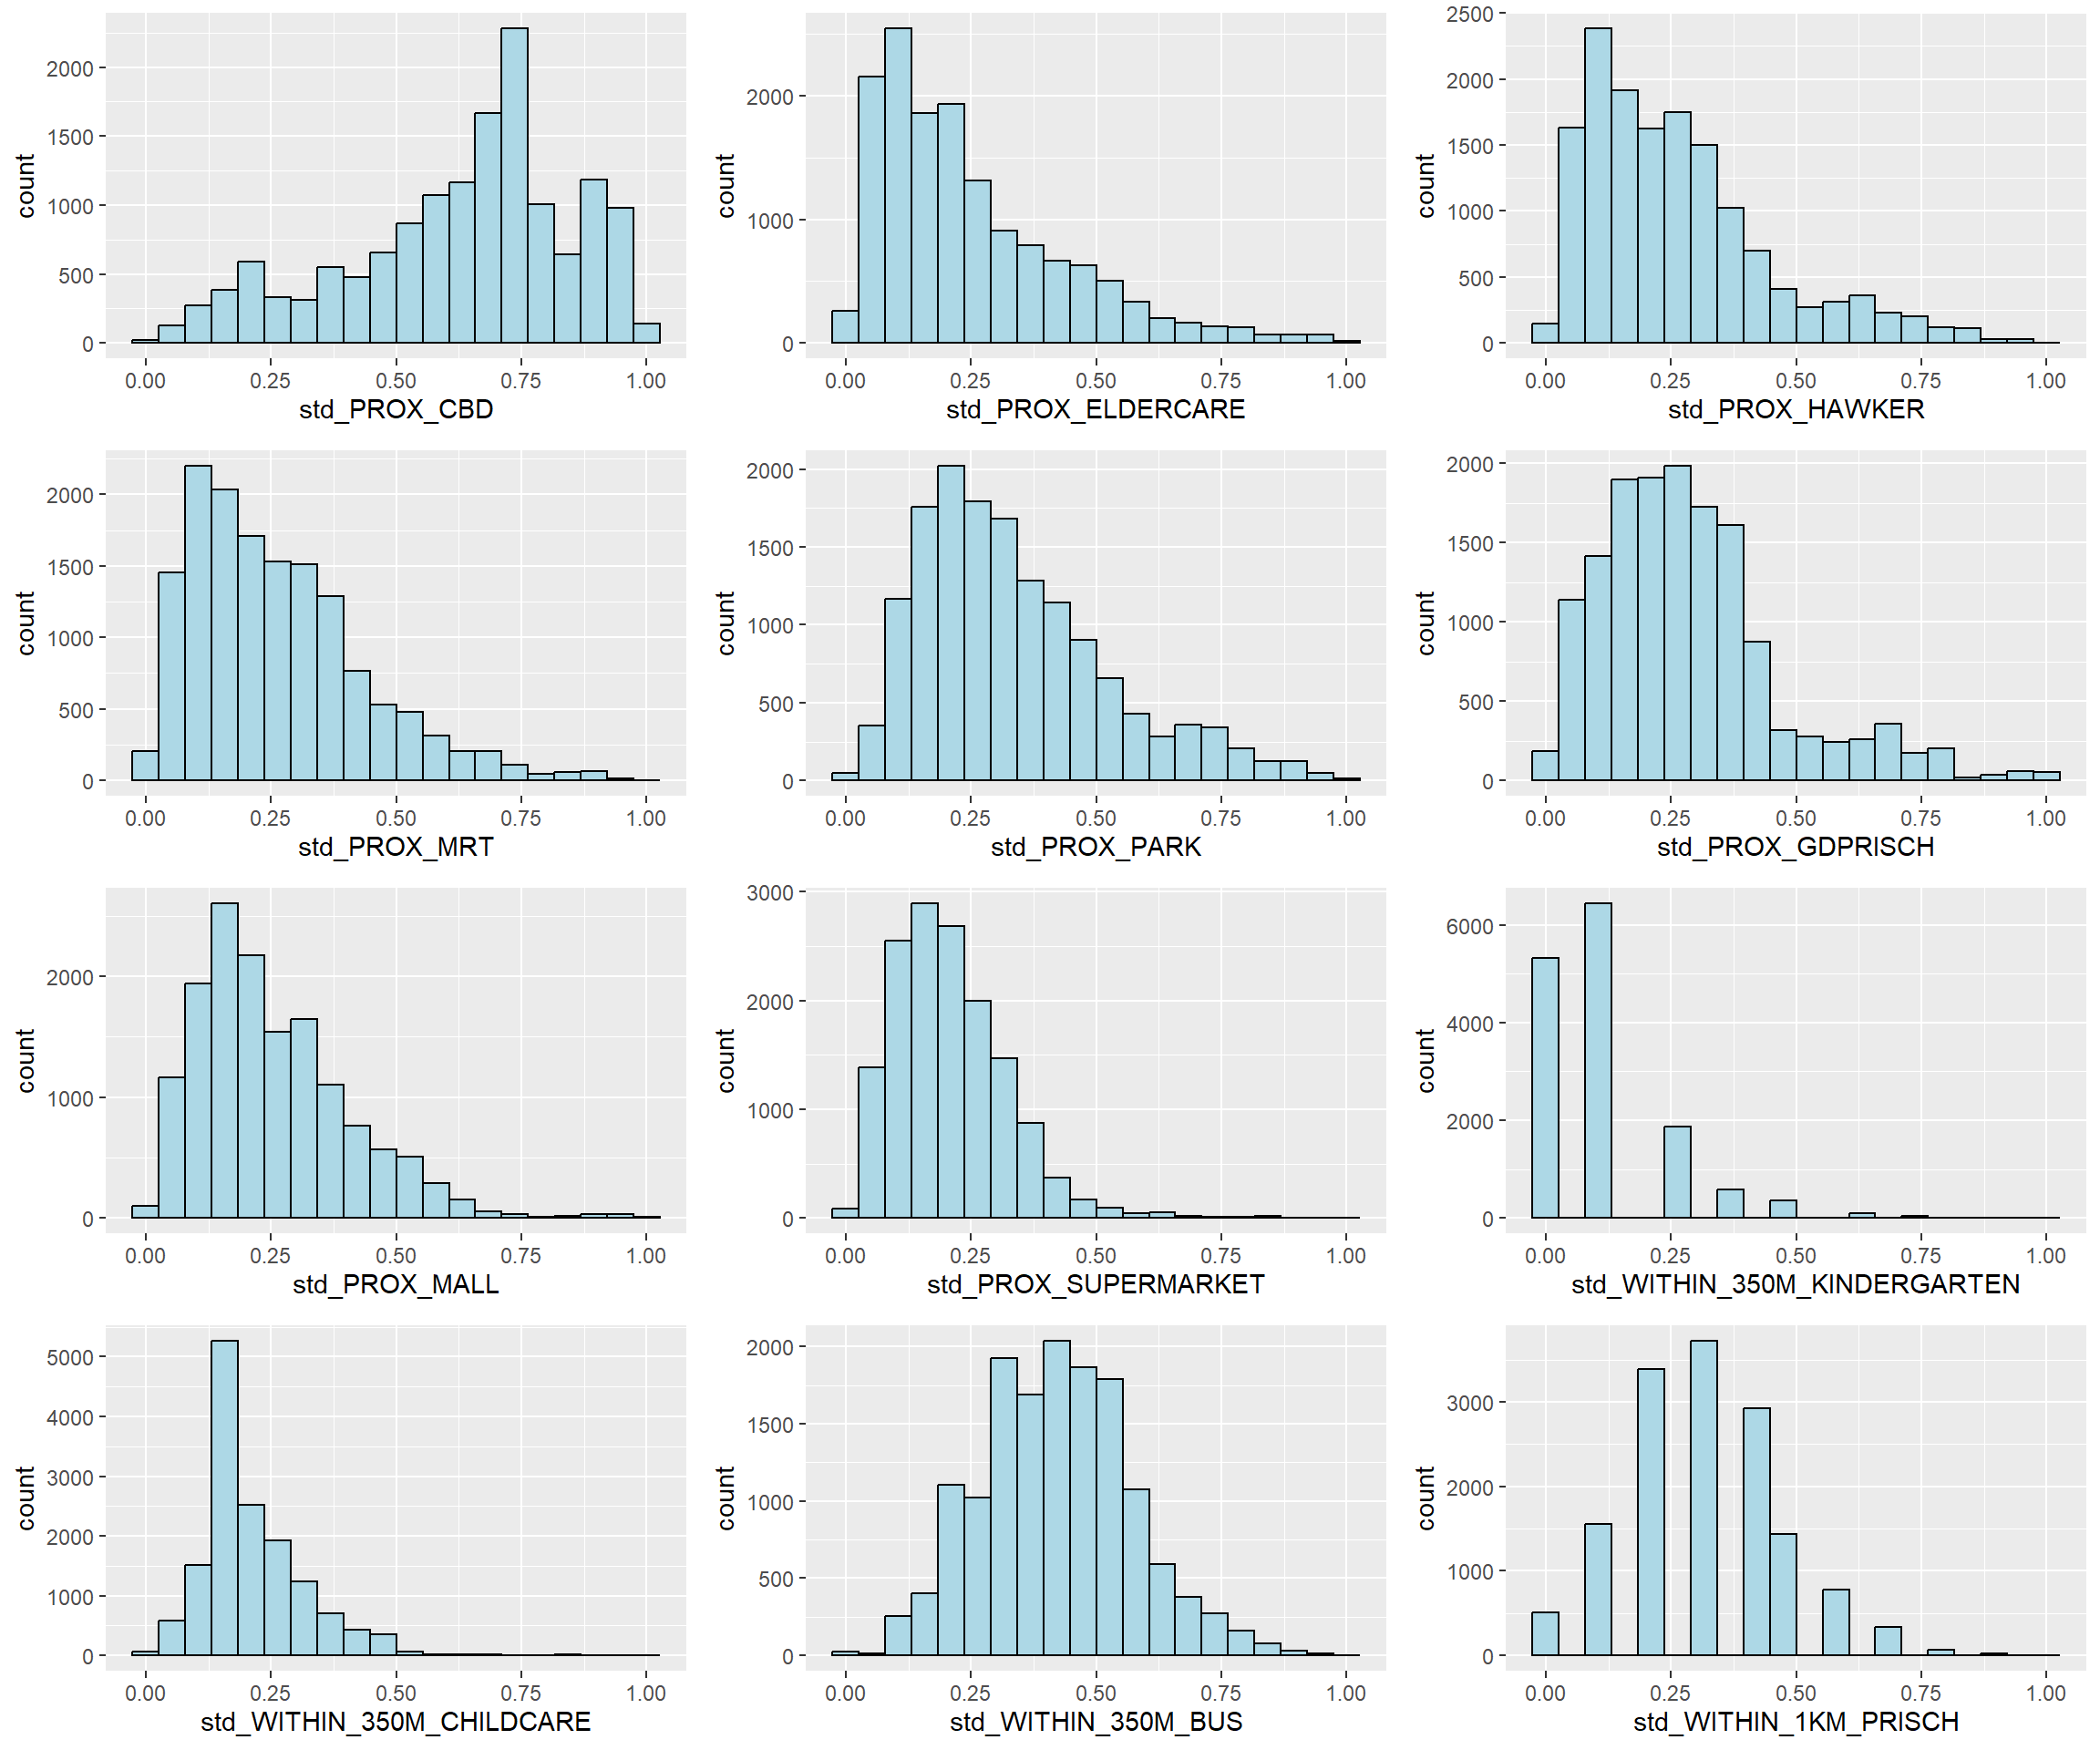 count
2000
1500
1000
500
0
0.00 0.25 0.50 0.75 1.00
std_PROX_CBD
count
2000
1000
0
0.00 0.25 0.50 0.75 1.00
std_PROX_ELDERCARE
count
2500
2000
1500
1000
500
0
0.00 0.25 0.50 0.75 1.00
std_PROX_HAWKER
count
2000
1500
1000
500
0
0.00 0.25 0.50 0.75 1.00
std_PROX_MRT
count
2000
1500
1000
500
0
0.00 0.25 0.50 0.75 1.00
std_PROX_PARK
count
2000
1500
1000
500
0
0.00 0.25 0.50 0.75 1.00
std_PROX_GDPRISCH
count
2000
1000
0
0.00 0.25 0.50 0.75 1.00
std_PROX_MALL
count
3000
2000
1000
0
0.00 0.25 0.50 0.75 1.00
std_PROX_SUPERMARKET
count
6000
4000
2000
0
0.00 0.25 0.50 0.75 1.00
std_WITHIN_350M_KINDERGARTEN
count
5000
4000
3000
2000
1000
0
0.00 0.25 0.50 0.75 1.00
std_WITHIN_350M_CHILDCARE
count
2000
1500
1000
500
0
0.00 0.25 0.50 0.75 1.00
std_WITHIN_350M_BUS
count
3000
2000
1000
0
0.00 0.25 0.50 0.75 1.00
std_WITHIN_1KM_PRISCH